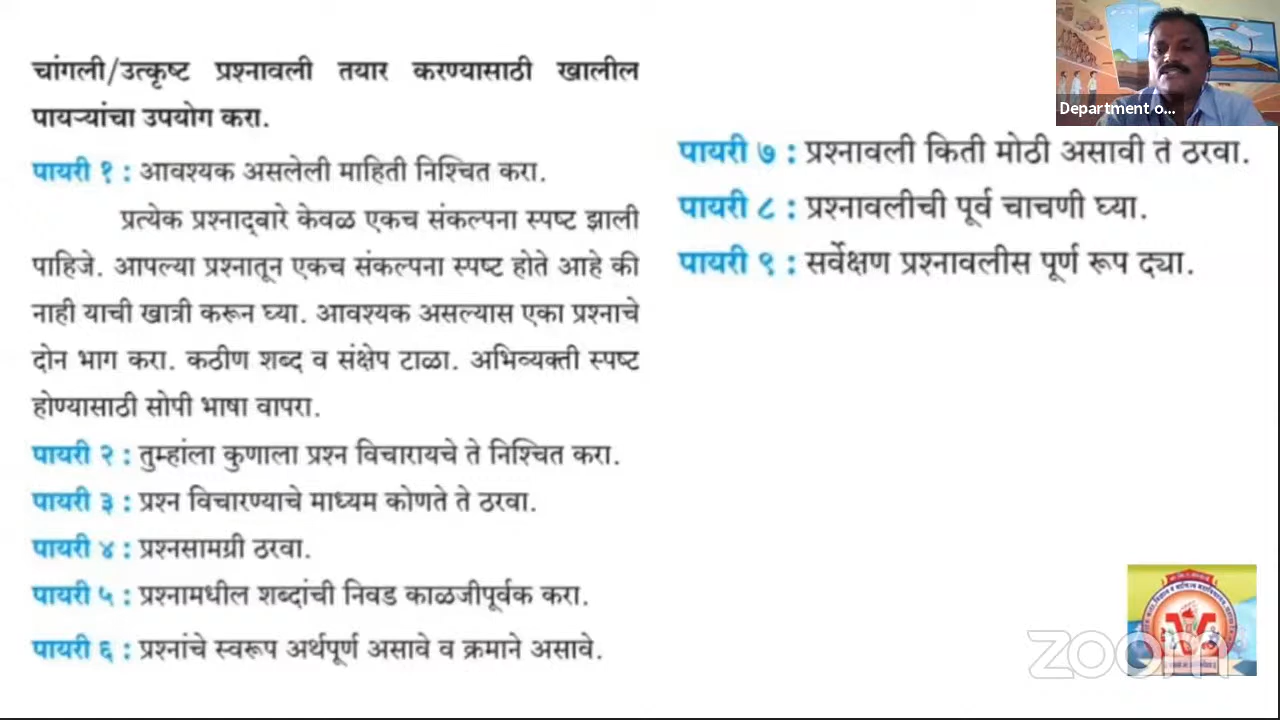 चांगली/उत्कृष्ट प्रश्नावली तयार करण्यासाठी खालील
पायऱ्यांचा उपयोग करा.
पायरी १ : आवश्यक असलेली माहिती निश्चित करा.
प्रत्येक प्रश्नाद्वारे केवळ एकच संकल्पना स्पष्ट झाली
पाहिजे. आपल्या प्रश्नातून एकच संकल्पना स्पष्ट होते आहे की
नाही याची खात्री करून घ्या. आवश्यक असल्यास एका प्रश्नाचे
दोन भाग करा. कठीण शब्द व संक्षेप टाळा. अभिव्यक्ती स्पष्ट
होण्यासाठी सोपी भाषा वापरा.
पायरी २ : तुम्हांला कुणाला प्रश्न विचारायचे ते निश्चित करा.
पायरी ३ : प्रश्न विचारण्याचे माध्यम कोणते ते ठरवा.
पायरी ४ : प्रश्नसामग्री ठरवा.
पायरी ५ : प्रश्नामधील शब्दांची निवड काळजीपूर्वक करा.
पायरी ६ : प्रश्नांचे स्वरूप अर्थपूर्ण असावे व क्रमाने असावे.
पायरी ७ : प्रश्नावली किती मोठी असावी ते ठरवा.
पायरी ८ : प्रश्नावलीची पूर्व चाचणी घ्या.
पायरी ९ : सर्वेक्षण प्रश्नावलीस पूर्ण रूप द्या.
Department o...
zoom